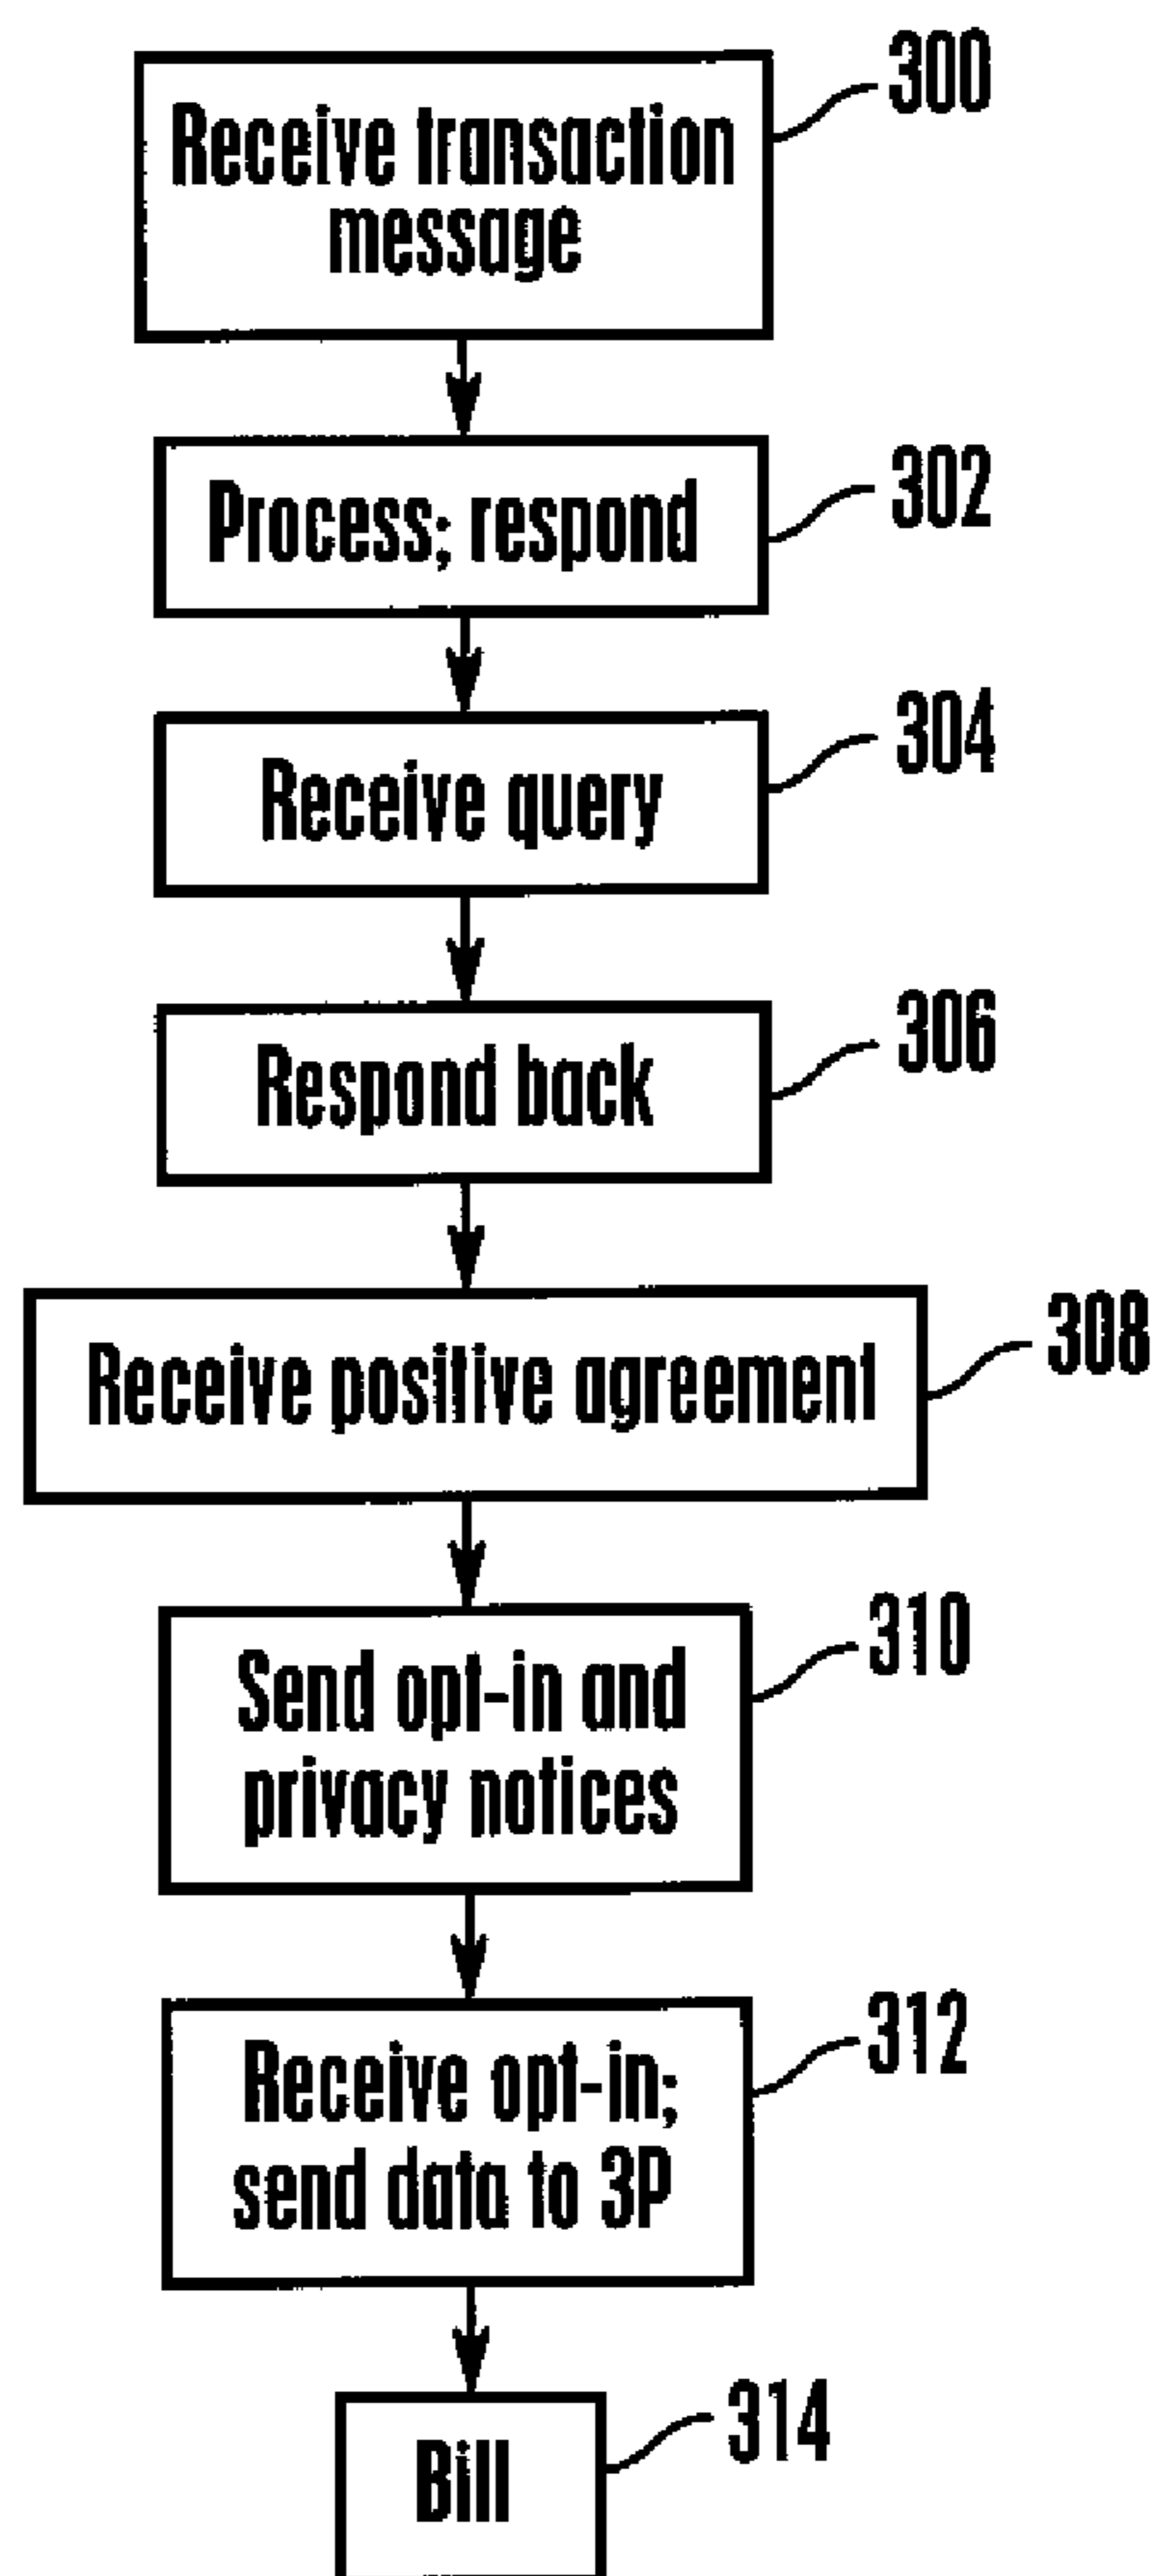 300
Receive transaction
message
302
Process; respond
304
Receive query
306
Respond back
308
Receive positive agreement
310
Send opt-in and
privacy notices
312
Receive opt-in;
send data to 3P
314
Bill